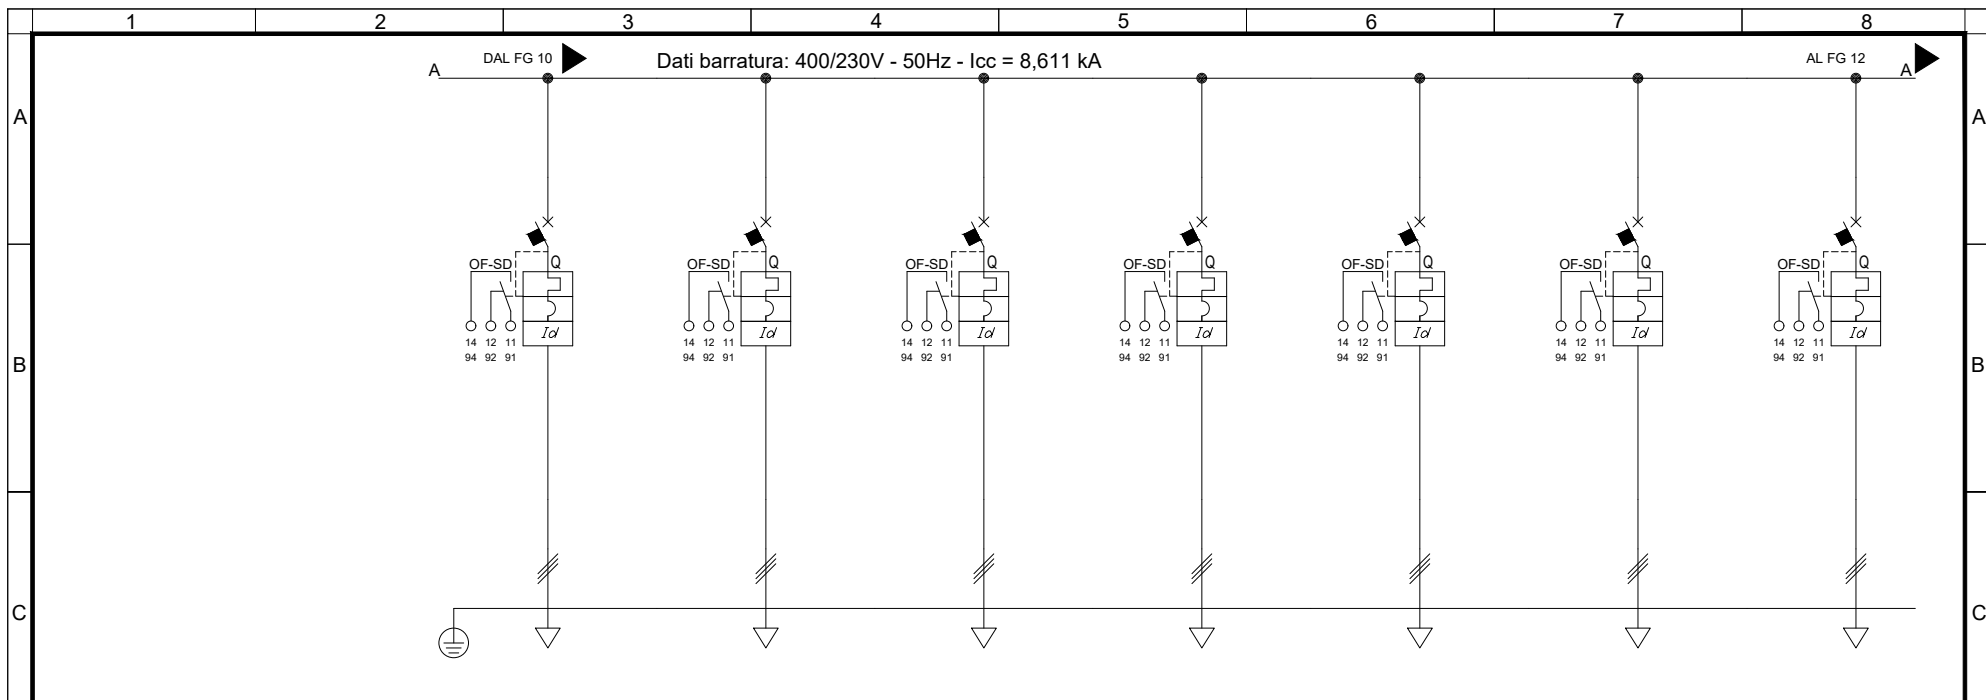 1 2 3 4 5 6 7 8
DAL FG 10 Dati barratura: 400/230V - 50Hz - Icc = 8,611 kA AL FG 12
A A
A A
OF-SD Q OF-SD Q OF-SD Q OF-SD Q OF-SD Q OF-SD Q OF-SD Q
Id Id Id Id Id Id Id
14 12 11 14 12 11 14 12 11 14 12 11 14 12 11 14 12 11 14 12 11
94 92 91 94 92 91 94 92 91 94 92 91 94 92 91 94 92 91 94 92 91
B B
C C